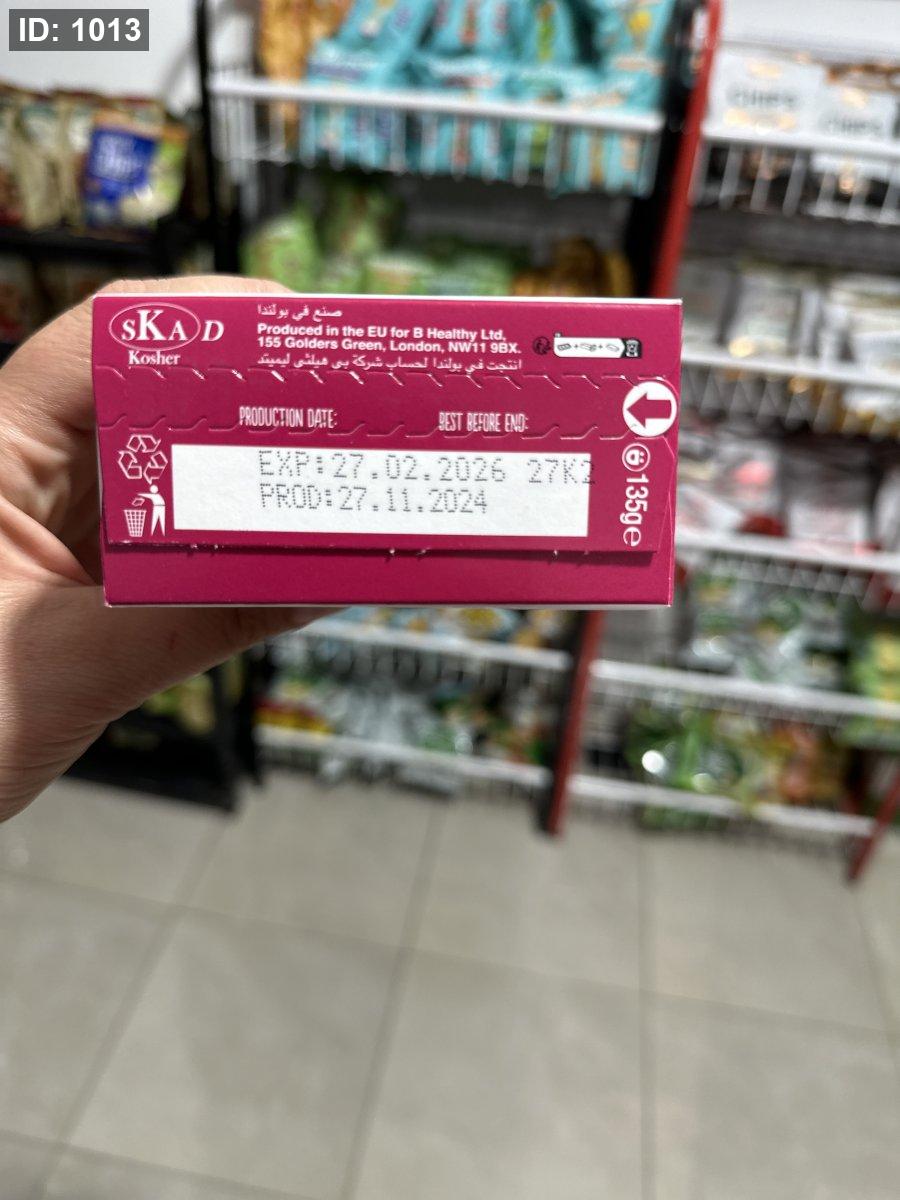 ID: 1013
SKA D
Kosher
صنع في بولندا
Produced in the EU for B Healthy Ltd,
155 Golders Green, London, NW11 9BX.
انتجت في بولندا لحساب شركة بي هيلثي ليميتد
PRODUCTION DATE:
BEST BEFORE END:
EXP:27.02.2026 27K2
PROD:27.11.2024
135g e
CHIPS
CHIPS